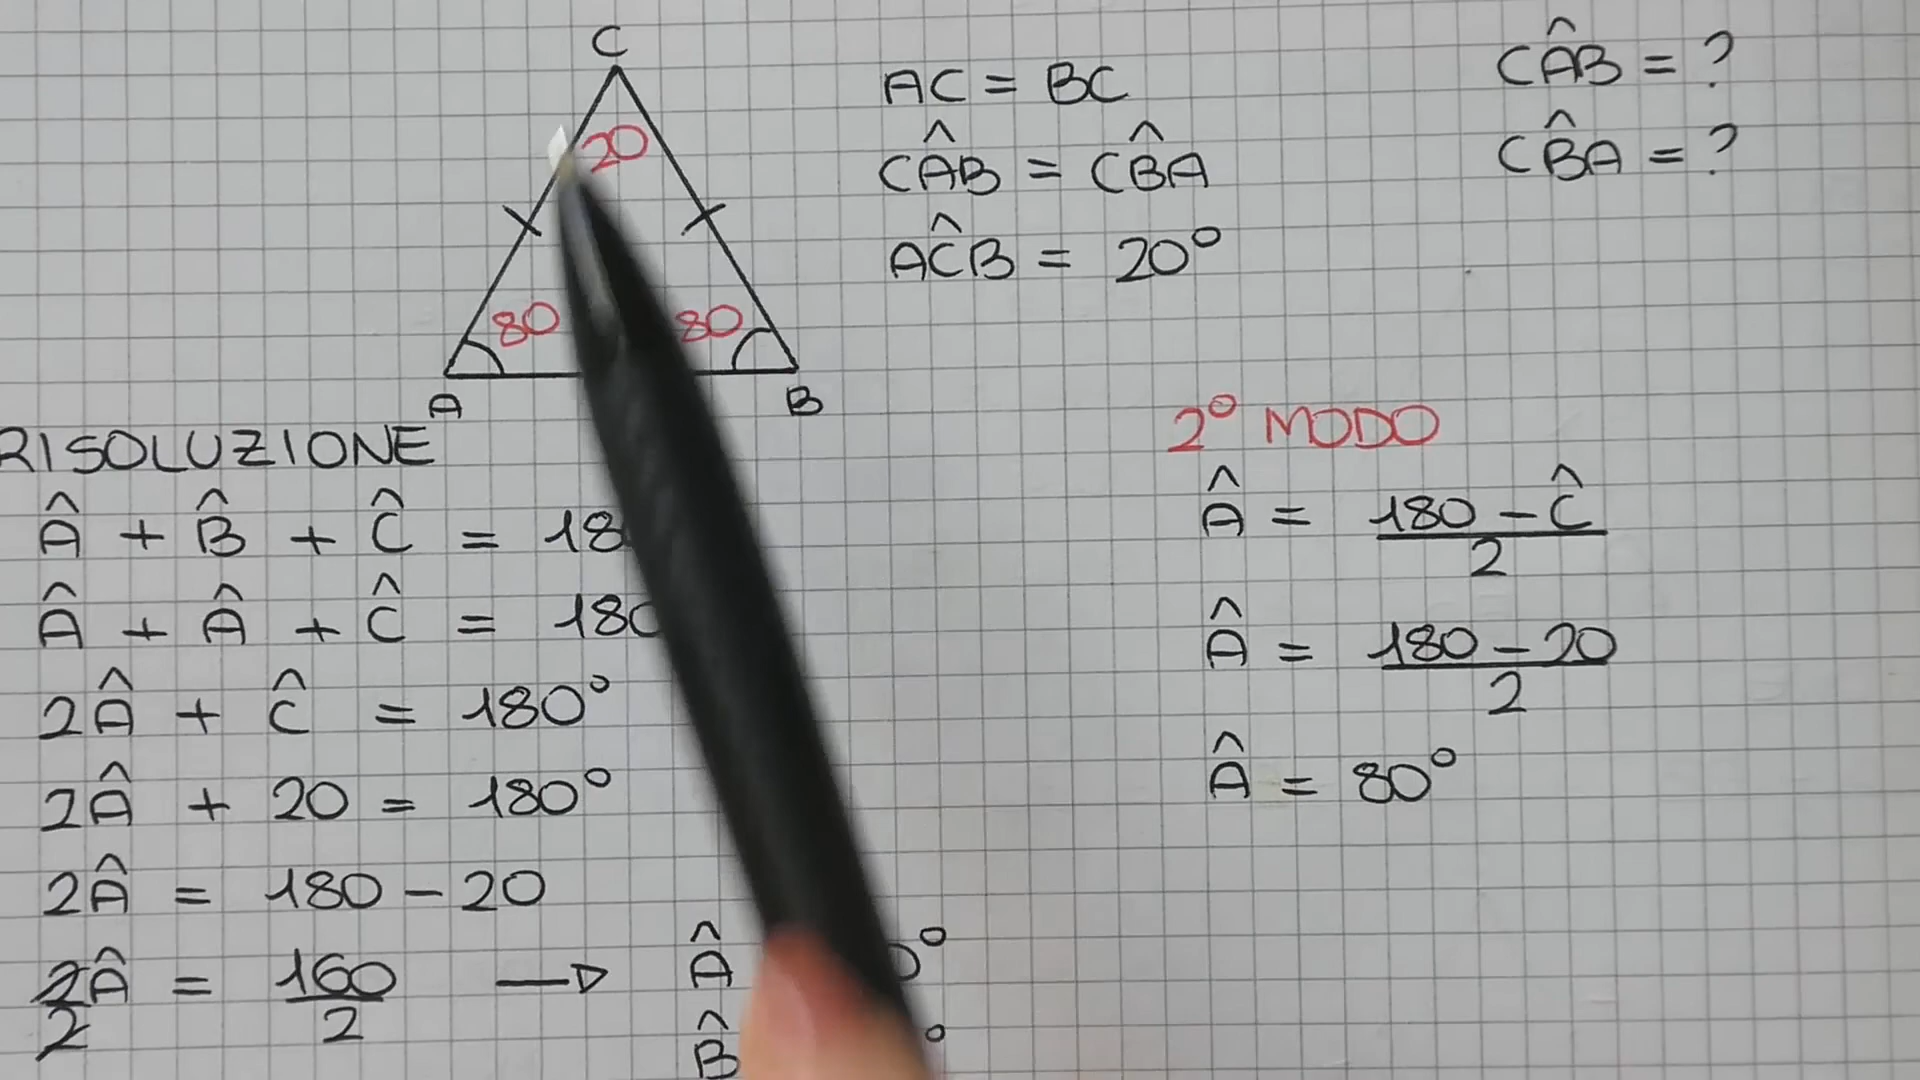 C
20
80 80
A B
AC = BC
CÂB = CB̂A
AĈB = 20°
CÂB = ?
CB̂A = ?
RISOLUZIONE
Â + B̂ + Ĉ = 18
Â + Â + Ĉ = 180
2Â + Ĉ = 180°
2Â + 20 = 180°
2Â = 180 - 20
2Â/2 = 160/2 → Â 0°
B̂ °
2° MODO
Â = 180 - Ĉ / 2
Â = 180 - 20 / 2
Â = 80°